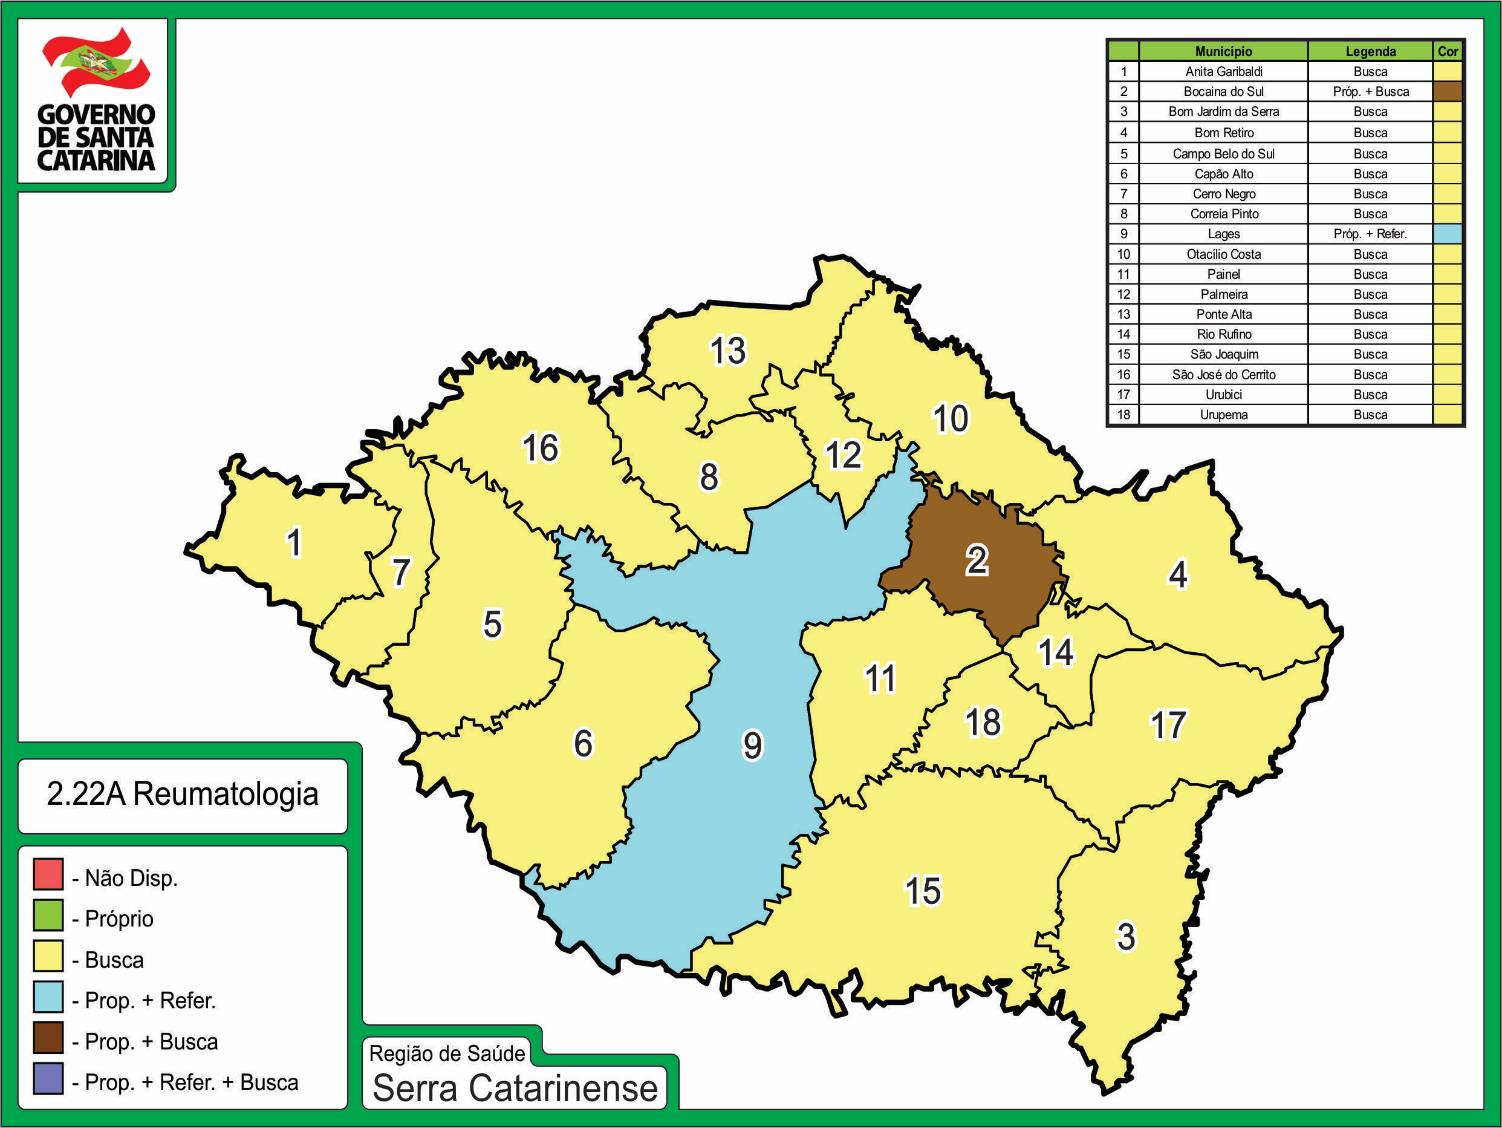 GOVERNO
DE SANTA
CATARINA
Município Legenda Cor
1 Anita Garibaldi Busca
2 Bocaina do Sul Próp. + Busca
3 Bom Jardim da Serra Busca
4 Bom Retiro Busca
5 Campo Belo do Sul Busca
6 Capão Alto Busca
7 Cerro Negro Busca
8 Correia Pinto Busca
9 Lages Próp. + Refer.
10 Otacílio Costa Busca
11 Painel Busca
12 Palmeira Busca
13 Ponte Alta Busca
14 Rio Rufino Busca
15 São Joaquim Busca
16 São José do Cerrito Busca
17 Urubici Busca
18 Urupema Busca
13
10
16
12
8
1
7
2
4
5
14
11
18
17
6
9
15
3
2.22A Reumatologia
- Não Disp.
- Próprio
- Busca
- Prop. + Refer.
- Prop. + Busca
- Prop. + Refer. + Busca
Região de Saúde
Serra Catarinense